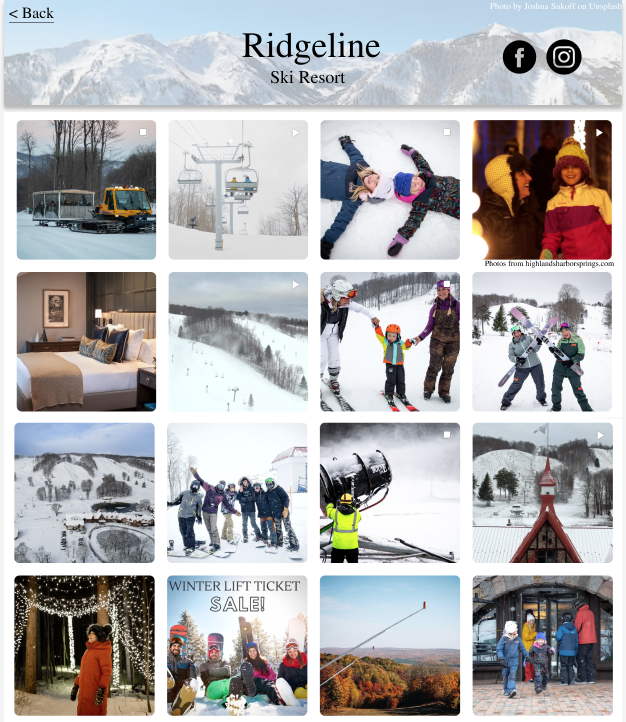 Photo by Joshua Sukoff on Unsplash
< Back
Ridgeline
Ski Resort
Photos from highlandsharborsprings.com
WINTER LIFT TICKET
SALE!